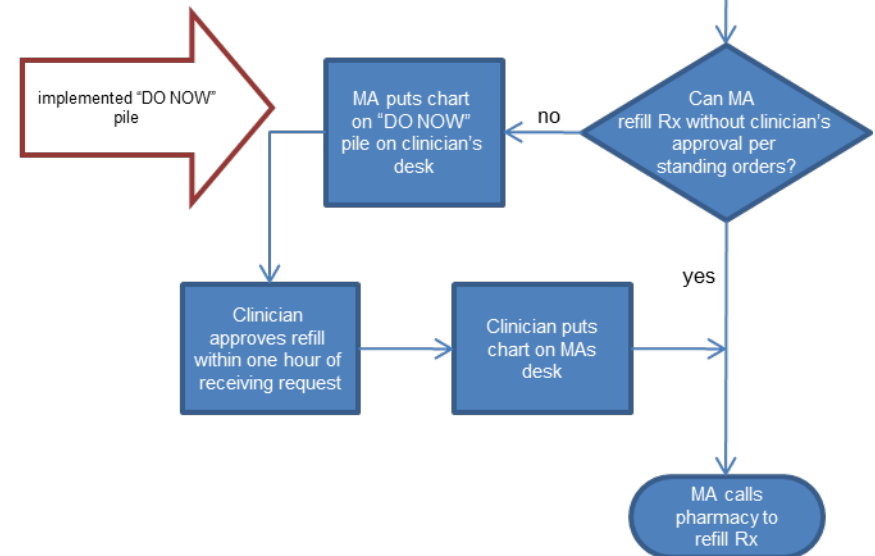 implemented “DO NOW”
pile
MA puts chart
on “DO NOW”
pile on clinician’s
desk
no
Can MA
refill Rx without clinician’s
approval per
standing orders?
yes
Clinician
approves refill
within one hour of
receiving request
Clinician puts
chart on MAs
desk
MA calls
pharmacy to
refill Rx